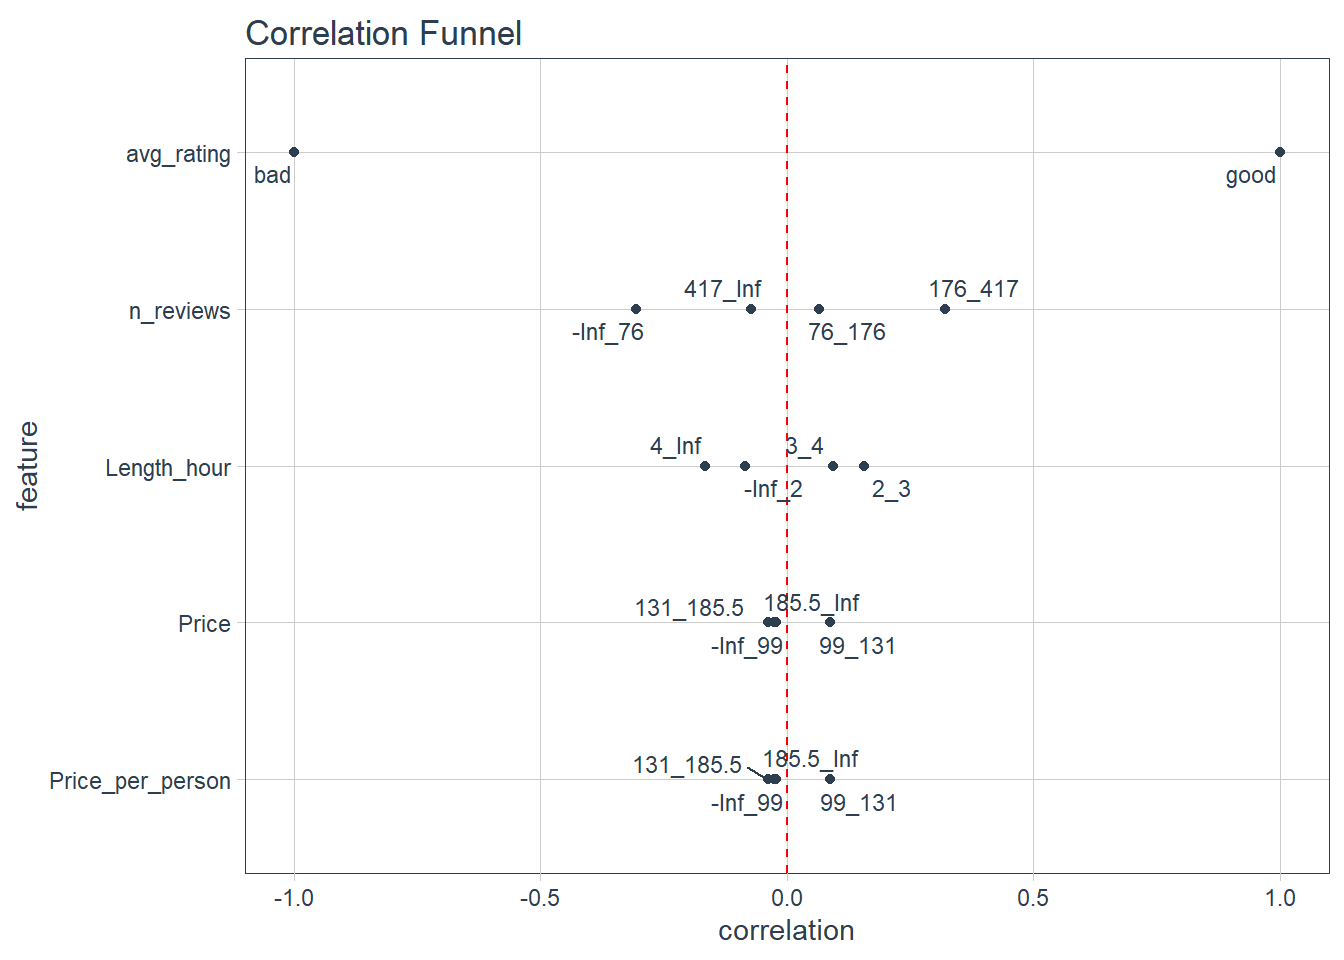 Correlation Funnel
avg_rating
bad
good
n_reviews
417_Inf
176_417
-Inf_76
76_176
Length_hour
4_Inf
3_4
-Inf_2
2_3
Price
131_185.5
185.5_Inf
-Inf_99
99_131
Price_per_person
131_185.5
185.5_Inf
-Inf_99
99_131
feature
-1.0
-0.5
0.0
0.5
1.0
correlation